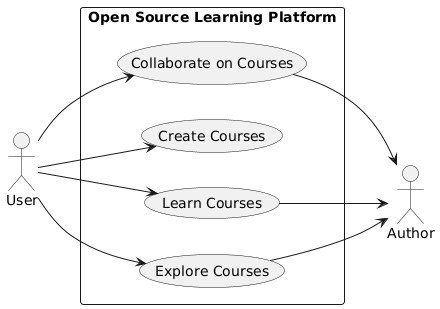 Open Source Learning Platform
Collaborate on Courses
Create Courses
User
Learn Courses
Author
Explore Courses